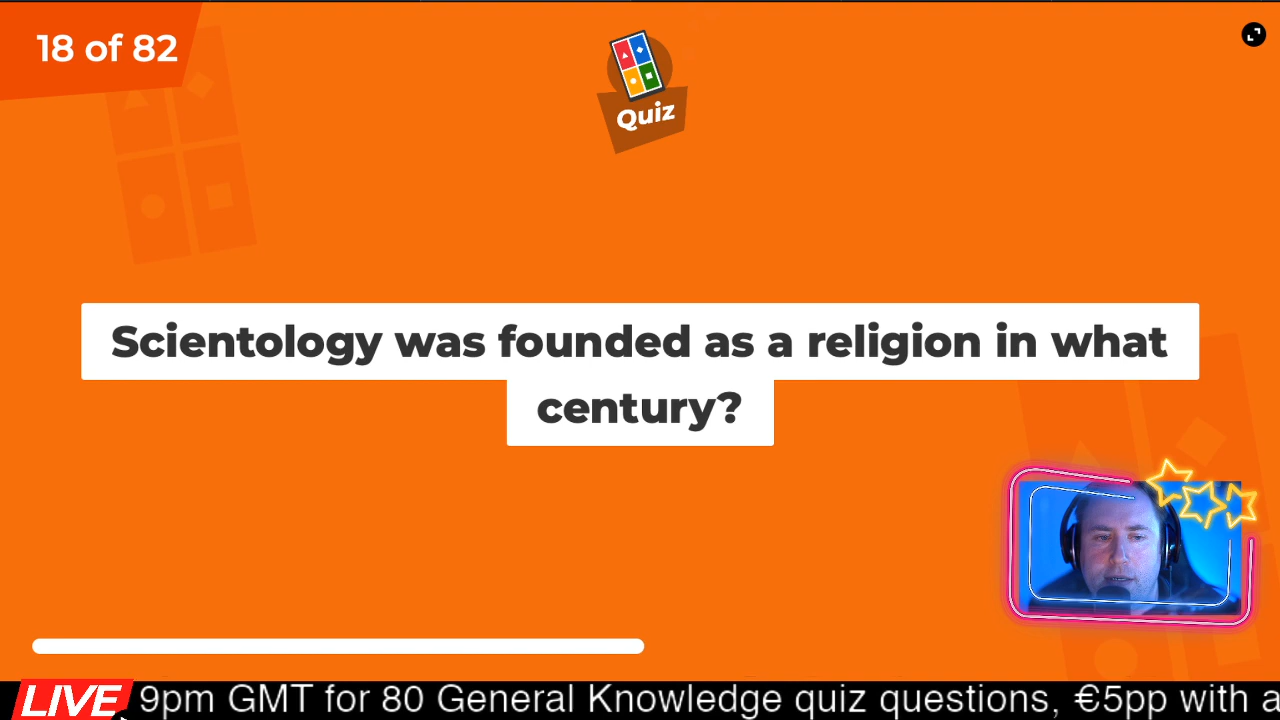 18 of 82
Quiz
Scientology was founded as a religion in what
century?
LIVE
9pm GMT for 80 General Knowledge quiz questions, €5pp with a